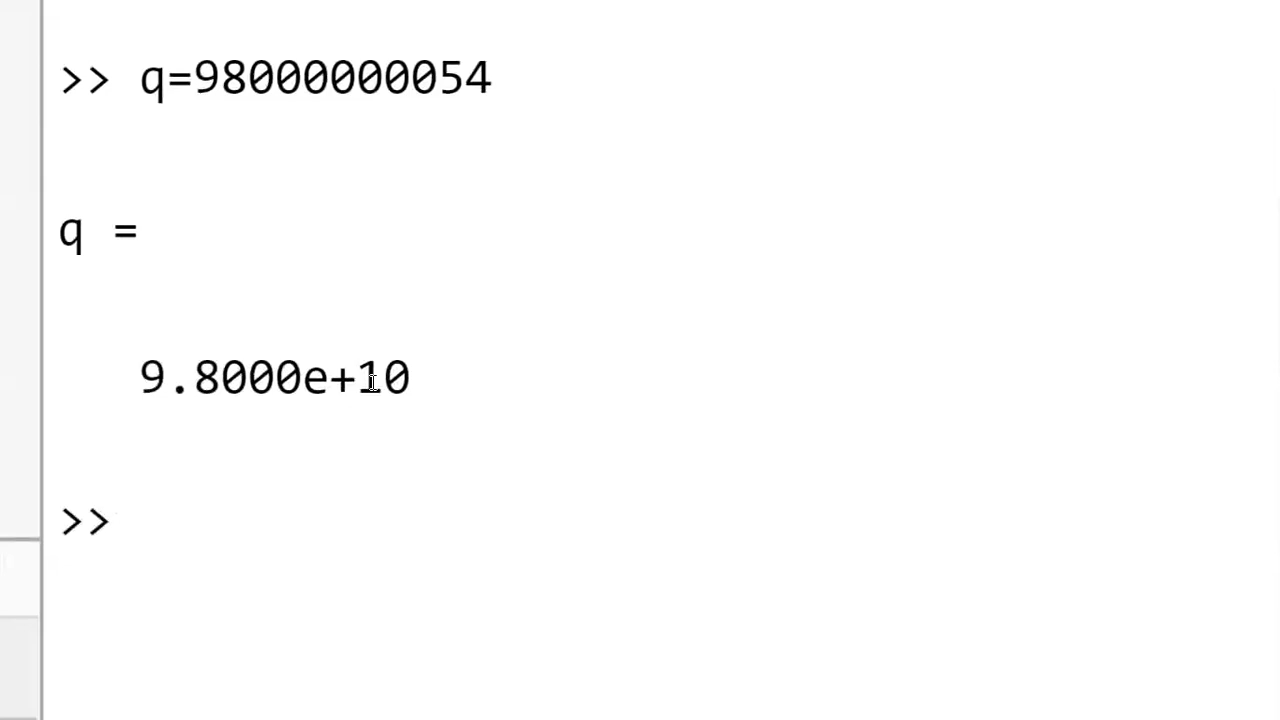 >> q=98000000054
q =
9.8000e+10
>>